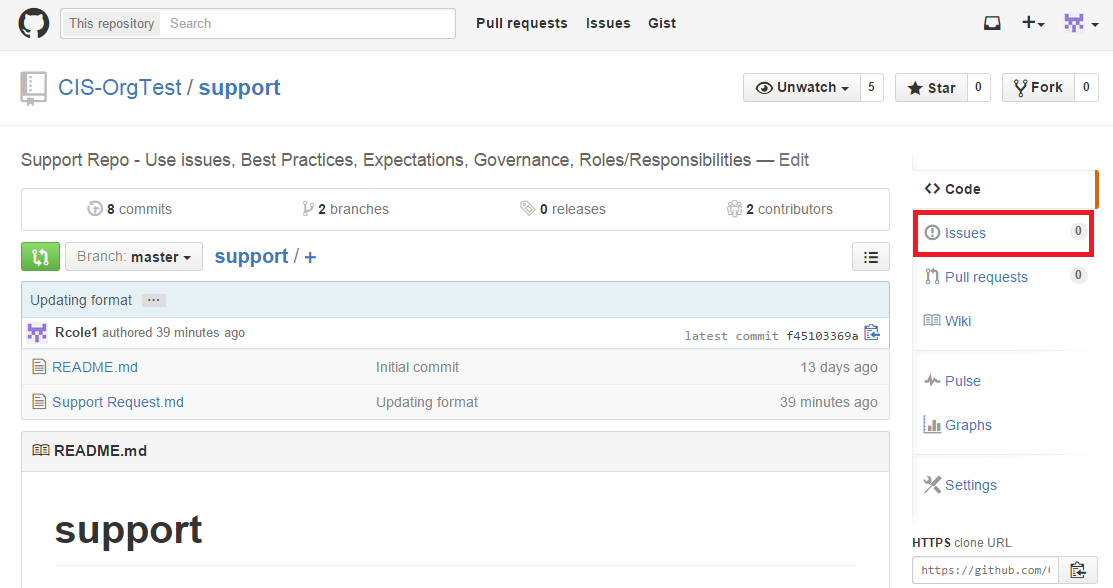 This repository Search Pull requests Issues Gist
CIS-OrgTest / support Unwatch 5 Star 0 Fork 0
Support Repo - Use issues, Best Practices, Expectations, Governance, Roles/Responsibilities — Edit
8 commits 2 branches 0 releases 2 contributors
Branch: master support / +
Updating format ...
Rcole1 authored 39 minutes ago latest commit f45103369a
README.md Initial commit 13 days ago
Support Request.md Updating format 39 minutes ago
README.md
support
Code
Issues 0
Pull requests 0
Wiki
Pulse
Graphs
Settings
HTTPS clone URL
https://github.com/